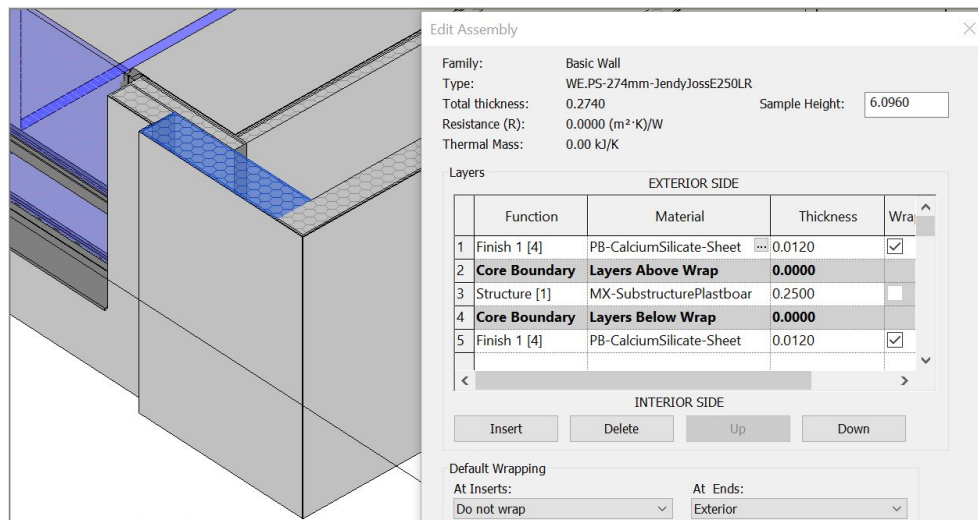 Edit Assembly
Family: Basic Wall
Type: WE.PS-274mm-JendyJossE250LR
Total thickness: 0.2740 Sample Height: 6.0960
Resistance (R): 0.0000 (m²·K)/W
Thermal Mass: 0.00 kJ/K
Layers
EXTERIOR SIDE
Function Material Thickness Wra
1 Finish 1 [4] PB-CalciumSilicate-Sheet ... 0.0120
2 Core Boundary Layers Above Wrap 0.0000
3 Structure [1] MX-SubstructurePlastboar 0.2500
4 Core Boundary Layers Below Wrap 0.0000
5 Finish 1 [4] PB-CalciumSilicate-Sheet 0.0120
INTERIOR SIDE
Insert Delete Up Down
Default Wrapping
At Inserts: At Ends:
Do not wrap Exterior